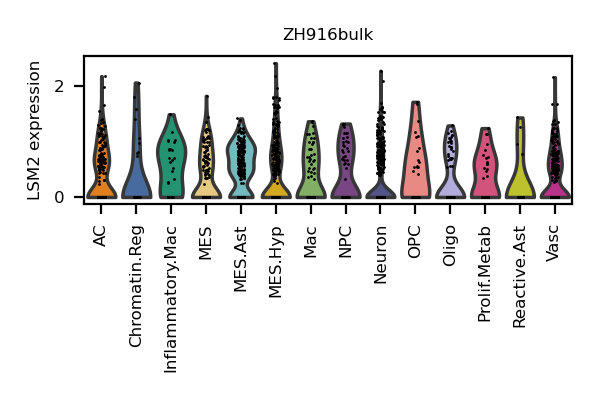 ZH916bulk
LSM2 expression
2
0
AC
Chromatin.Reg
Inflammatory.Mac
MES
MES.Ast
MES.Hyp
Mac
NPC
Neuron
OPC
Oligo
Prolif.Metab
Reactive.Ast
Vasc